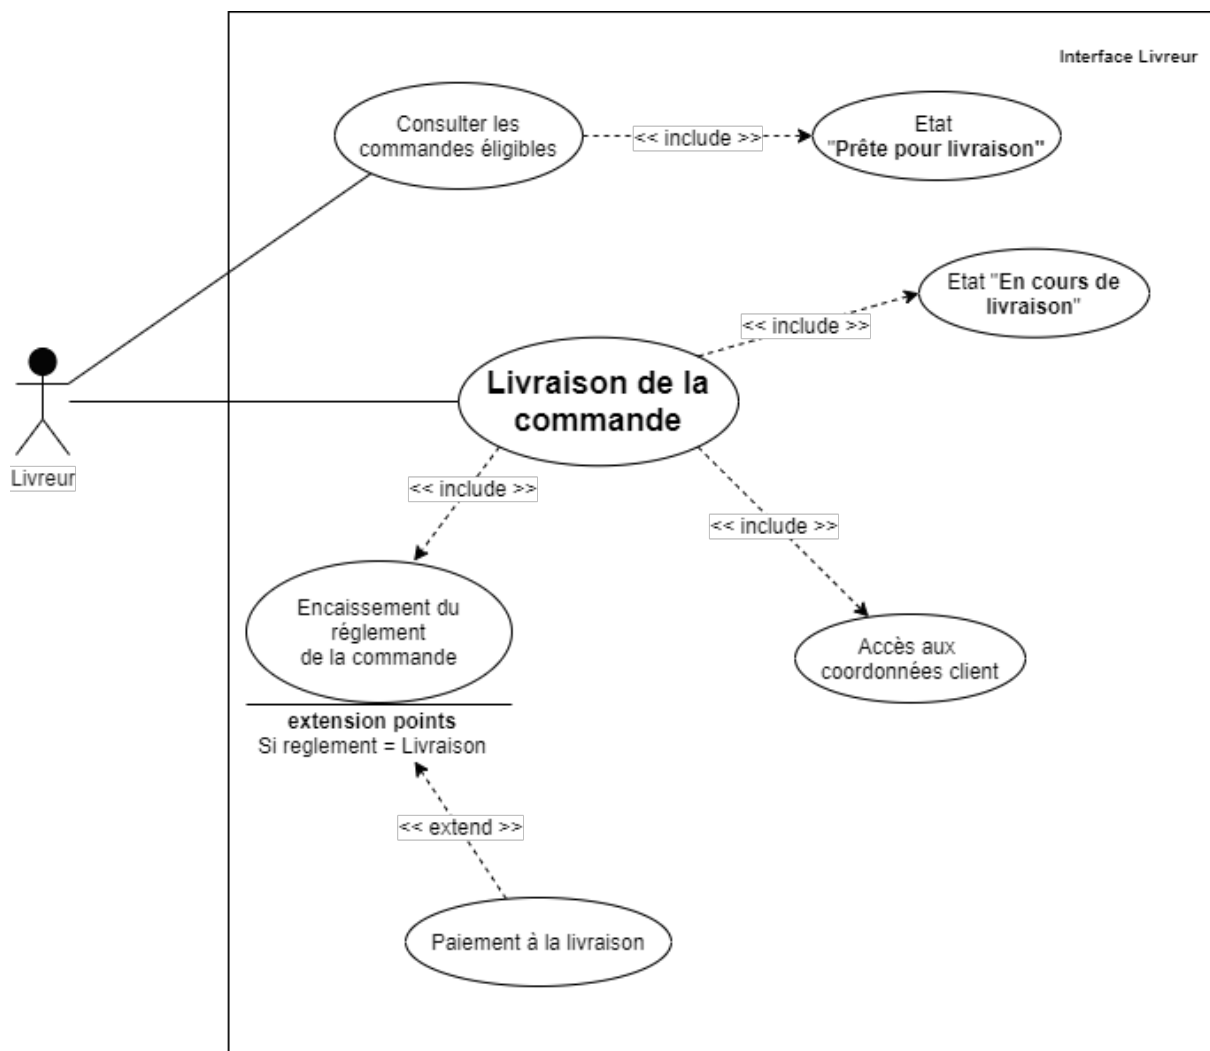 Interface Livreur
Consulter les
commandes éligibles
<< include >>
Etat
"Prête pour livraison"
Etat "En cours de
livraison"
<< include >>
Livraison de la
commande
Livreur
<< include >>
<< include >>
Encaissement du
réglement
de la commande
Accès aux
coordonnées client
extension points
Si reglement = Livraison
<< extend >>
Paiement à la livraison